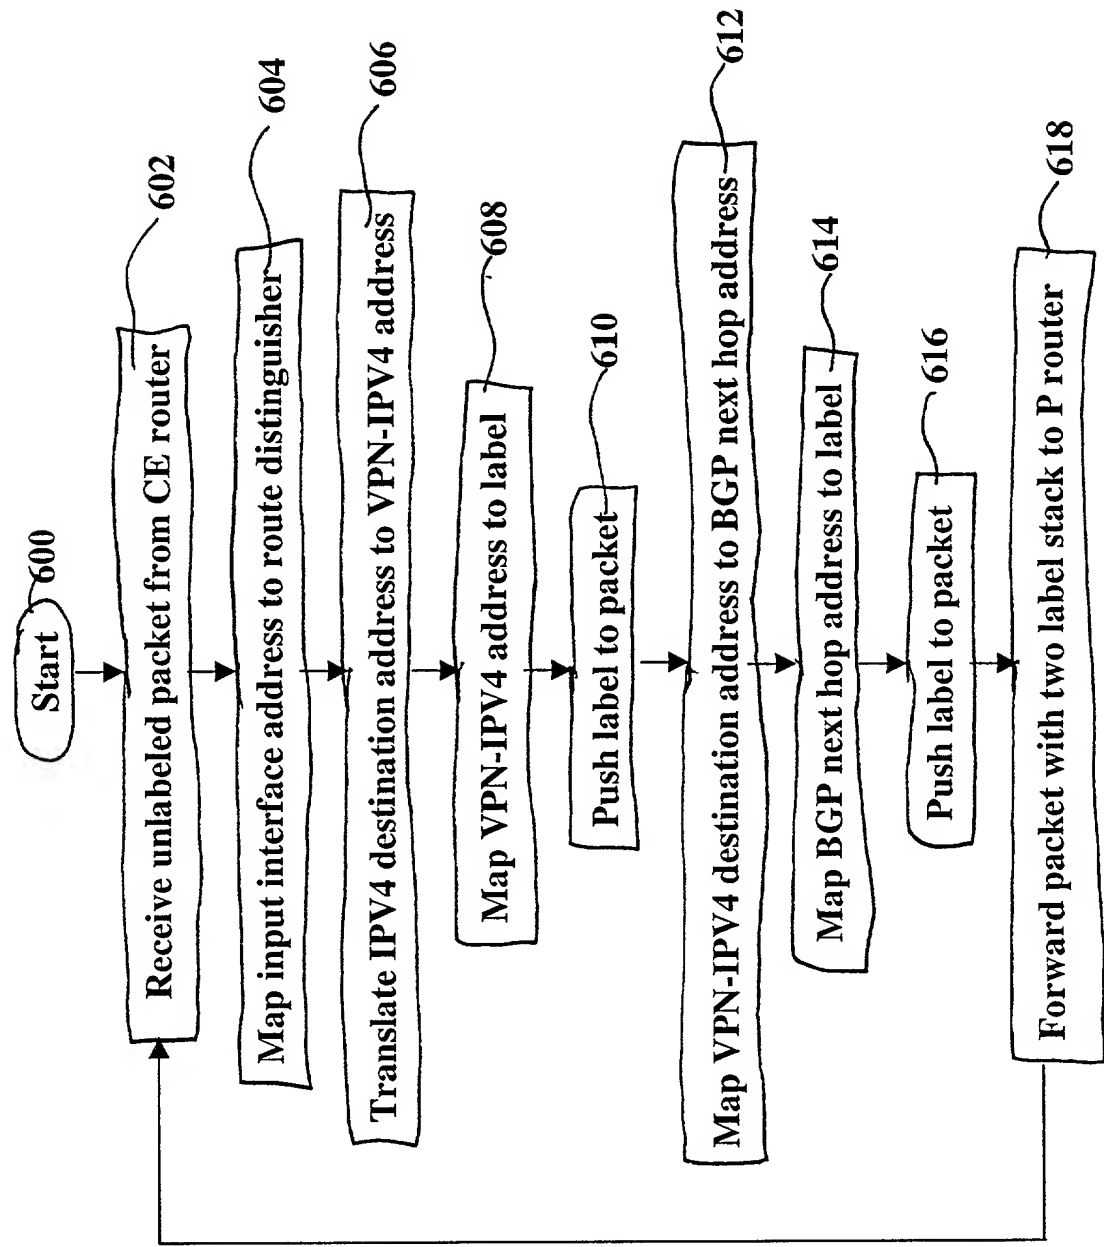 Start
600
Receive unlabeled packet from CE router
602
Map input interface address to route distinguisher
604
Translate IPV4 destination address to VPN-IPV4 address
606
Map VPN-IPV4 address to label
608
Push label to packet
610
Map VPN-IPV4 destination address to BGP next hop address
612
Map BGP next hop address to label
614
Push label to packet
616
Forward packet with two label stack to P router
618